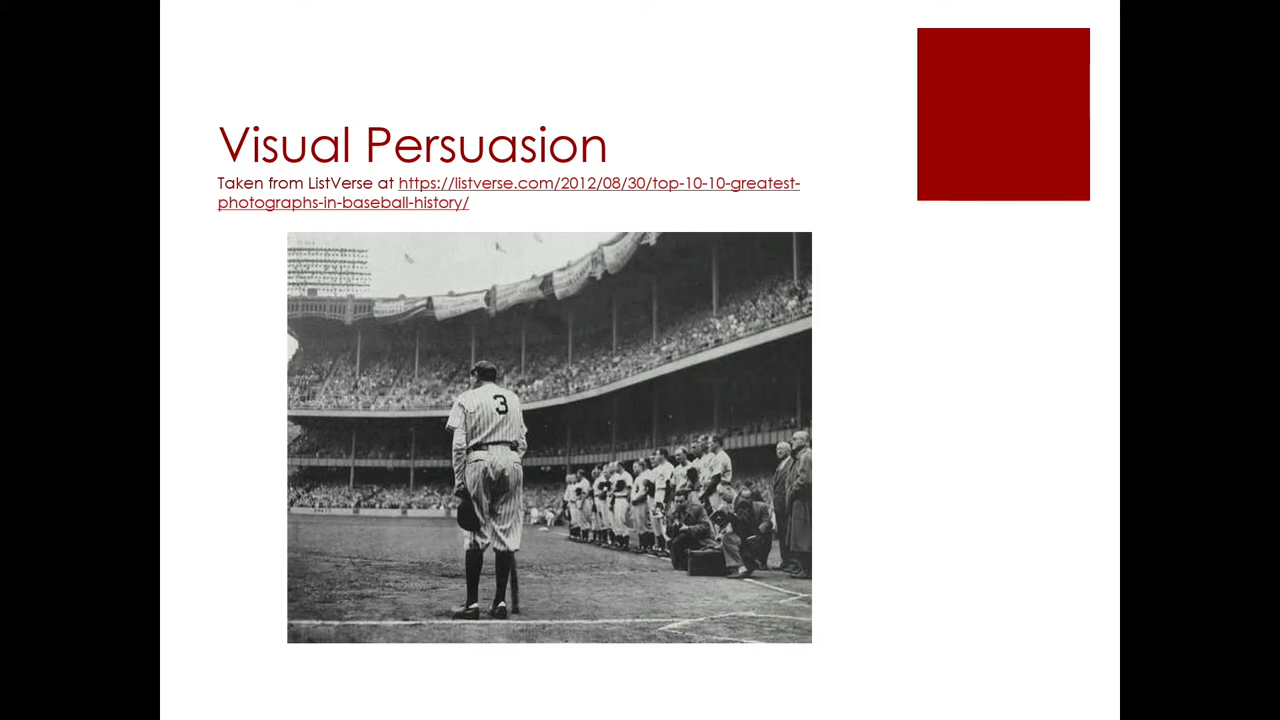 Visual Persuasion
Taken from ListVerse at https://listverse.com/2012/08/30/top-10-10-greatest-
photographs-in-baseball-history/
3